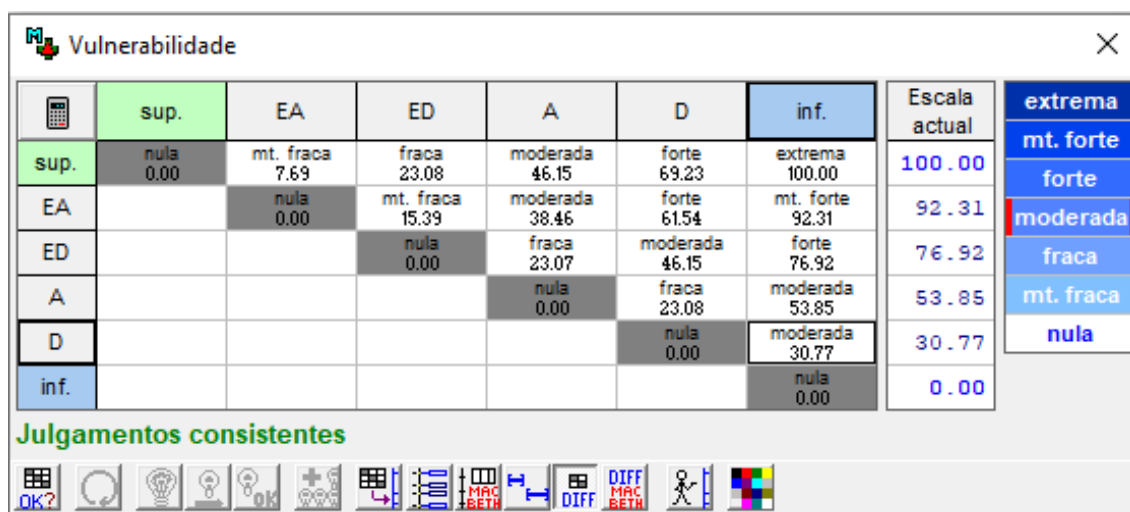 Vulnerabilidade
sup. EA ED A D inf. Escala actual
sup. nula 0.00 mt. fraca 7.69 fraca 23.08 moderada 46.15 forte 69.23 extrema 100.00 100.00
EA nula 0.00 mt. fraca 15.39 moderada 38.46 forte 61.54 mt. forte 92.31 92.31
ED nula 0.00 fraca 23.07 moderada 46.15 forte 76.92 76.92
A nula 0.00 fraca 23.08 moderada 53.85 53.85
D nula 0.00 moderada 30.77 30.77
inf. nula 0.00 0.00
extrema
mt. forte
forte
moderada
fraca
mt. fraca
nula
Julgamentos consistentes
OK? OK MAC BETH DIFF DIFF MAC BETH